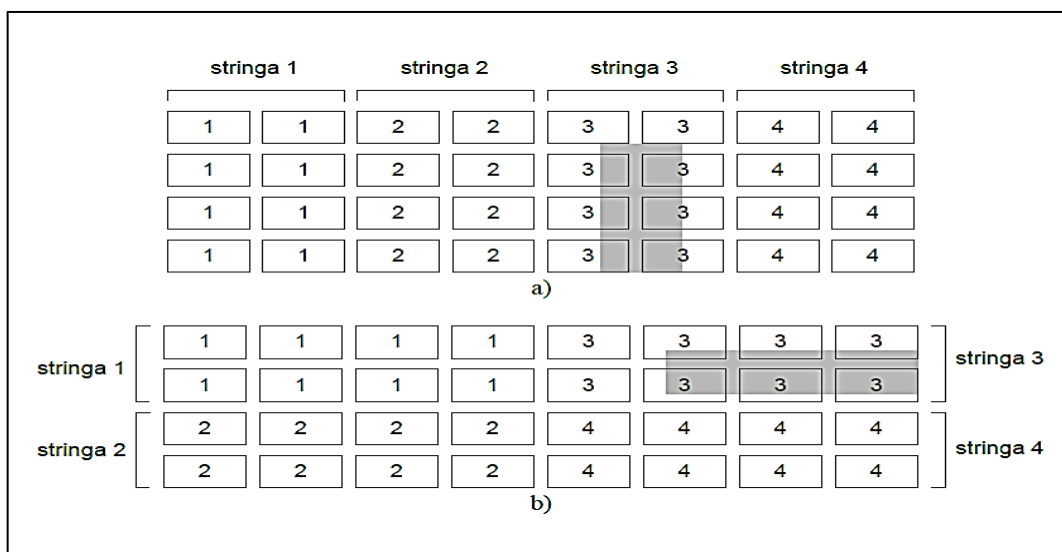 stringa 1 stringa 2 stringa 3 stringa 4
1 1 2 2 3 3 4 4
1 1 2 2 3 3 4 4
1 1 2 2 3 3 4 4
1 1 2 2 3 3 4 4
a)
1 1 1 1 3 3 3 3
stringa 1 stringa 3
1 1 1 1 3 3 3 3
2 2 2 2 4 4 4 4
stringa 2 stringa 4
2 2 2 2 4 4 4 4
b)